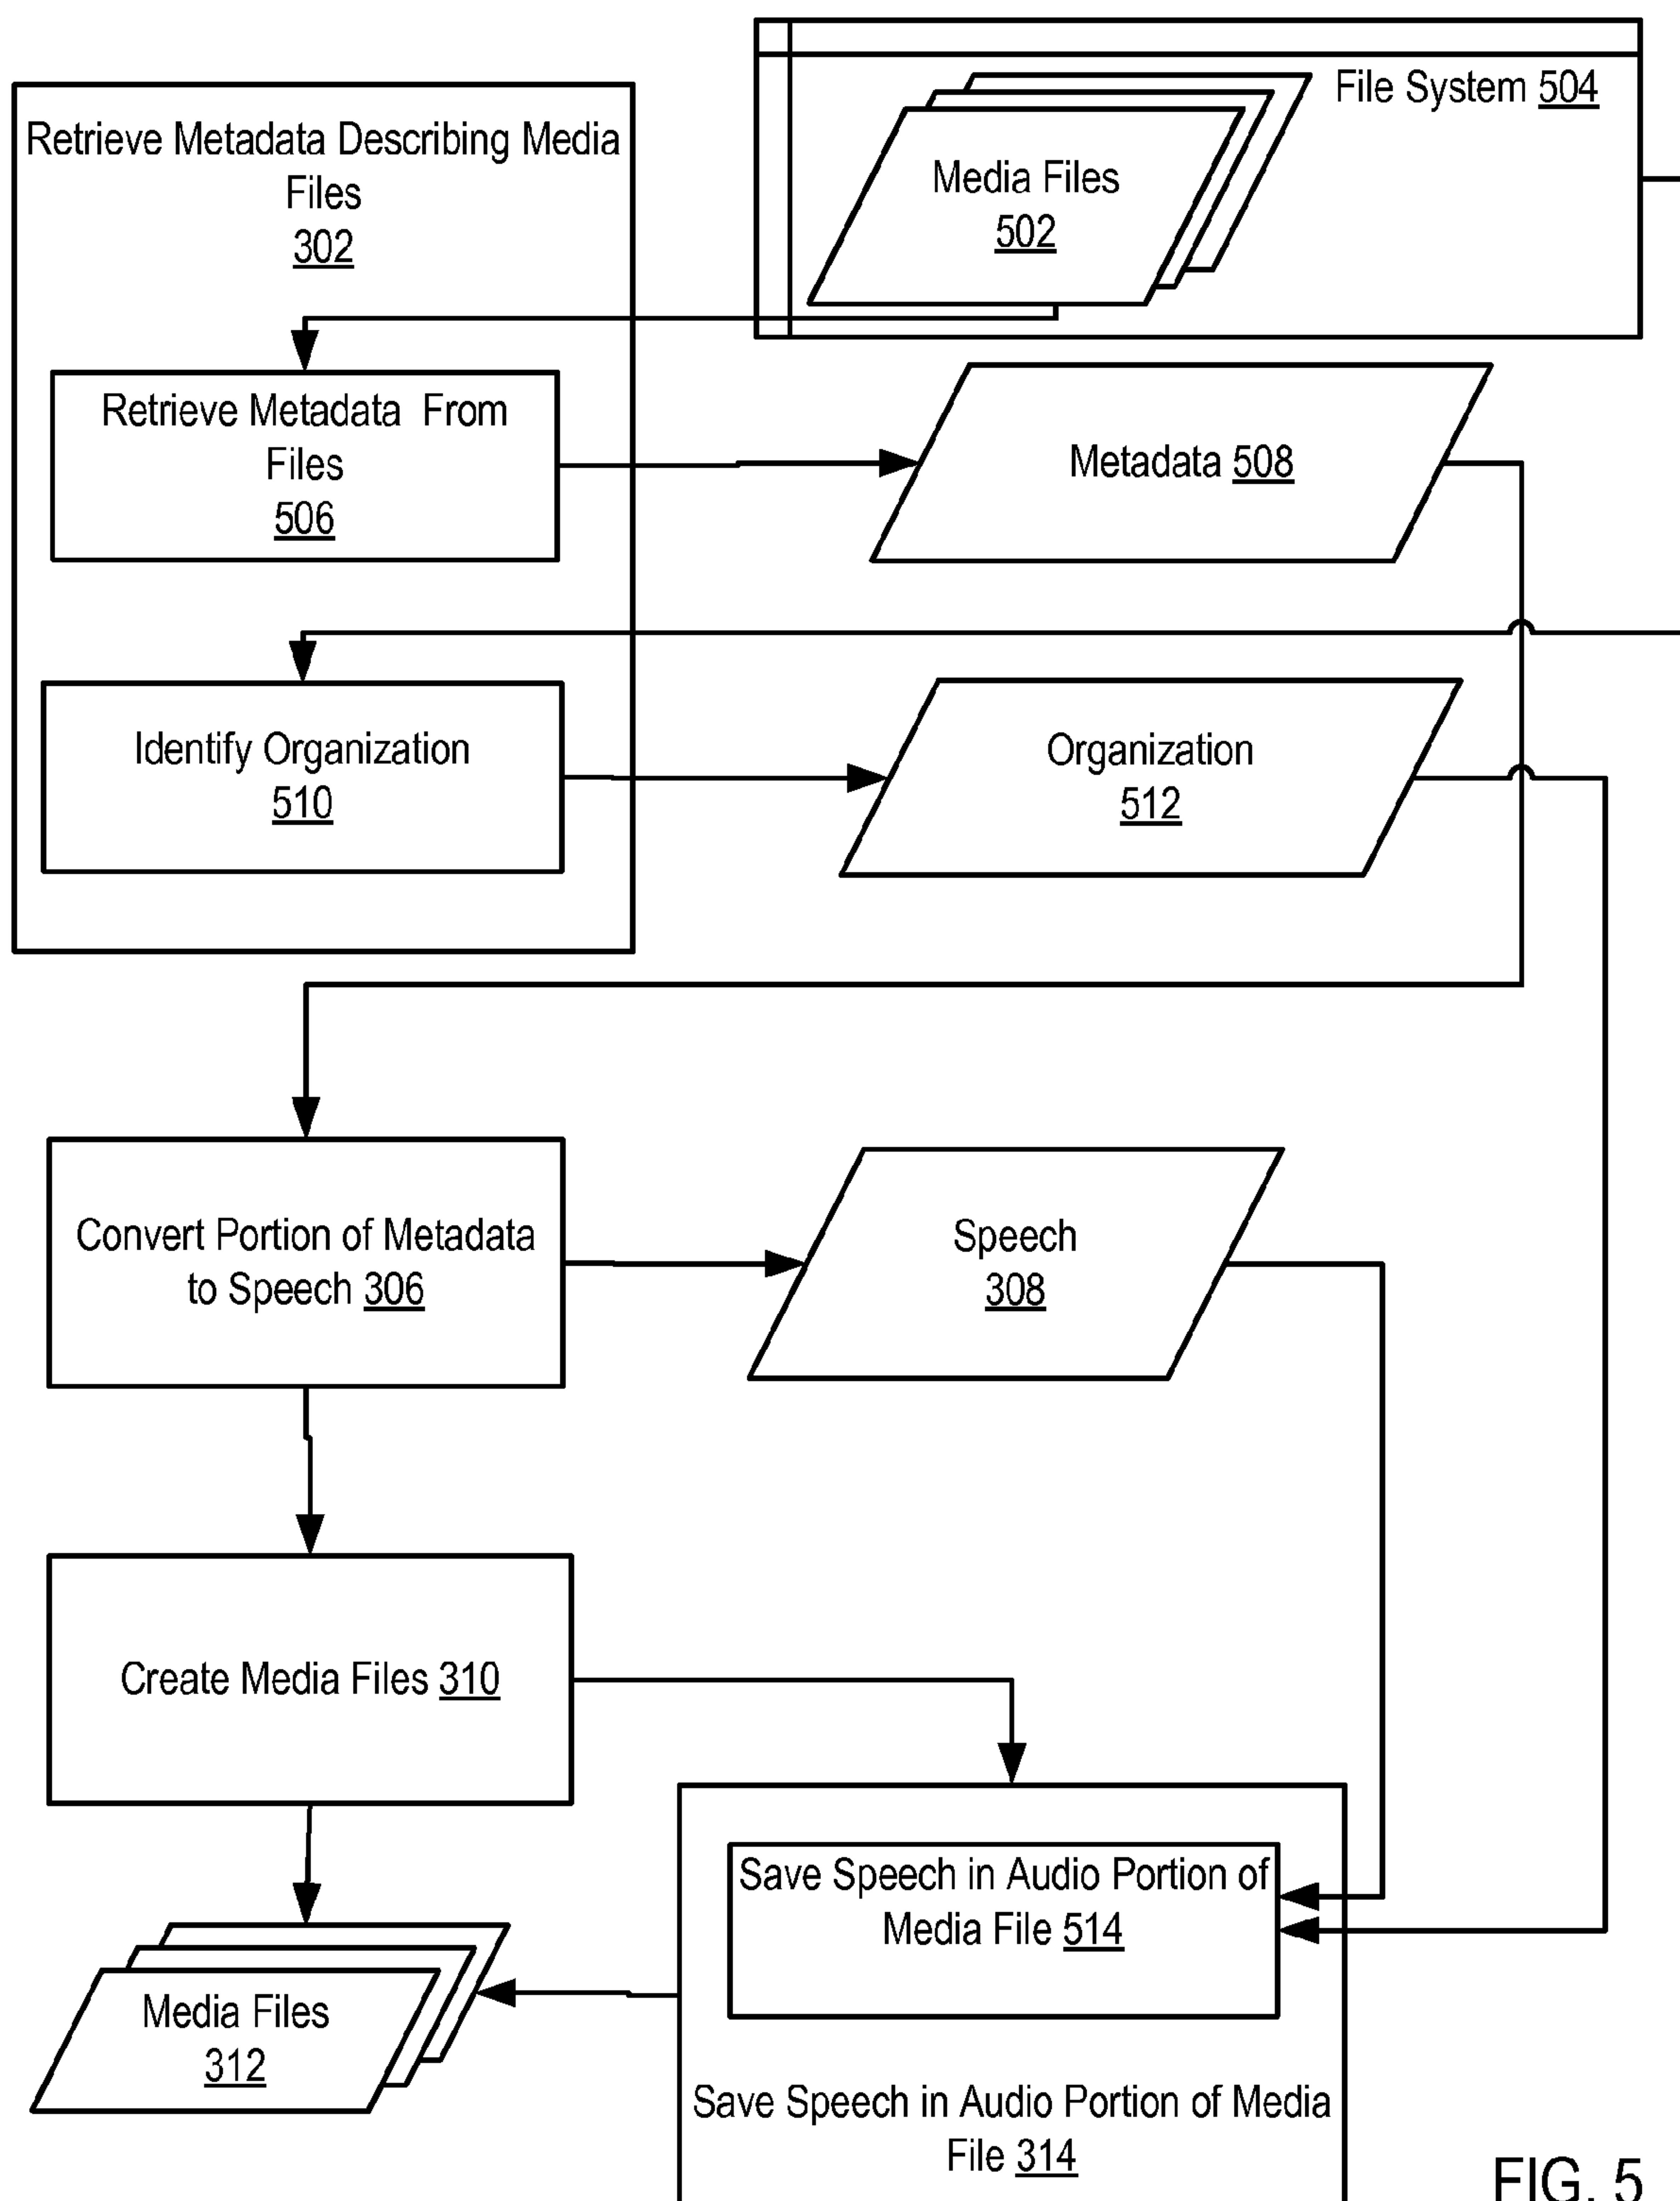 File System 504
Retrieve Metadata Describing Media
Files
302
Media Files
502
Retrieve Metadata From
Files
506
Metadata 508
Identify Organization
510
Organization
512
Convert Portion of Metadata
to Speech 306
Speech
308
Create Media Files 310
Save Speech in Audio Portion of
Media File 514
Media Files
312
Save Speech in Audio Portion of Media
File 314
FIG. 5